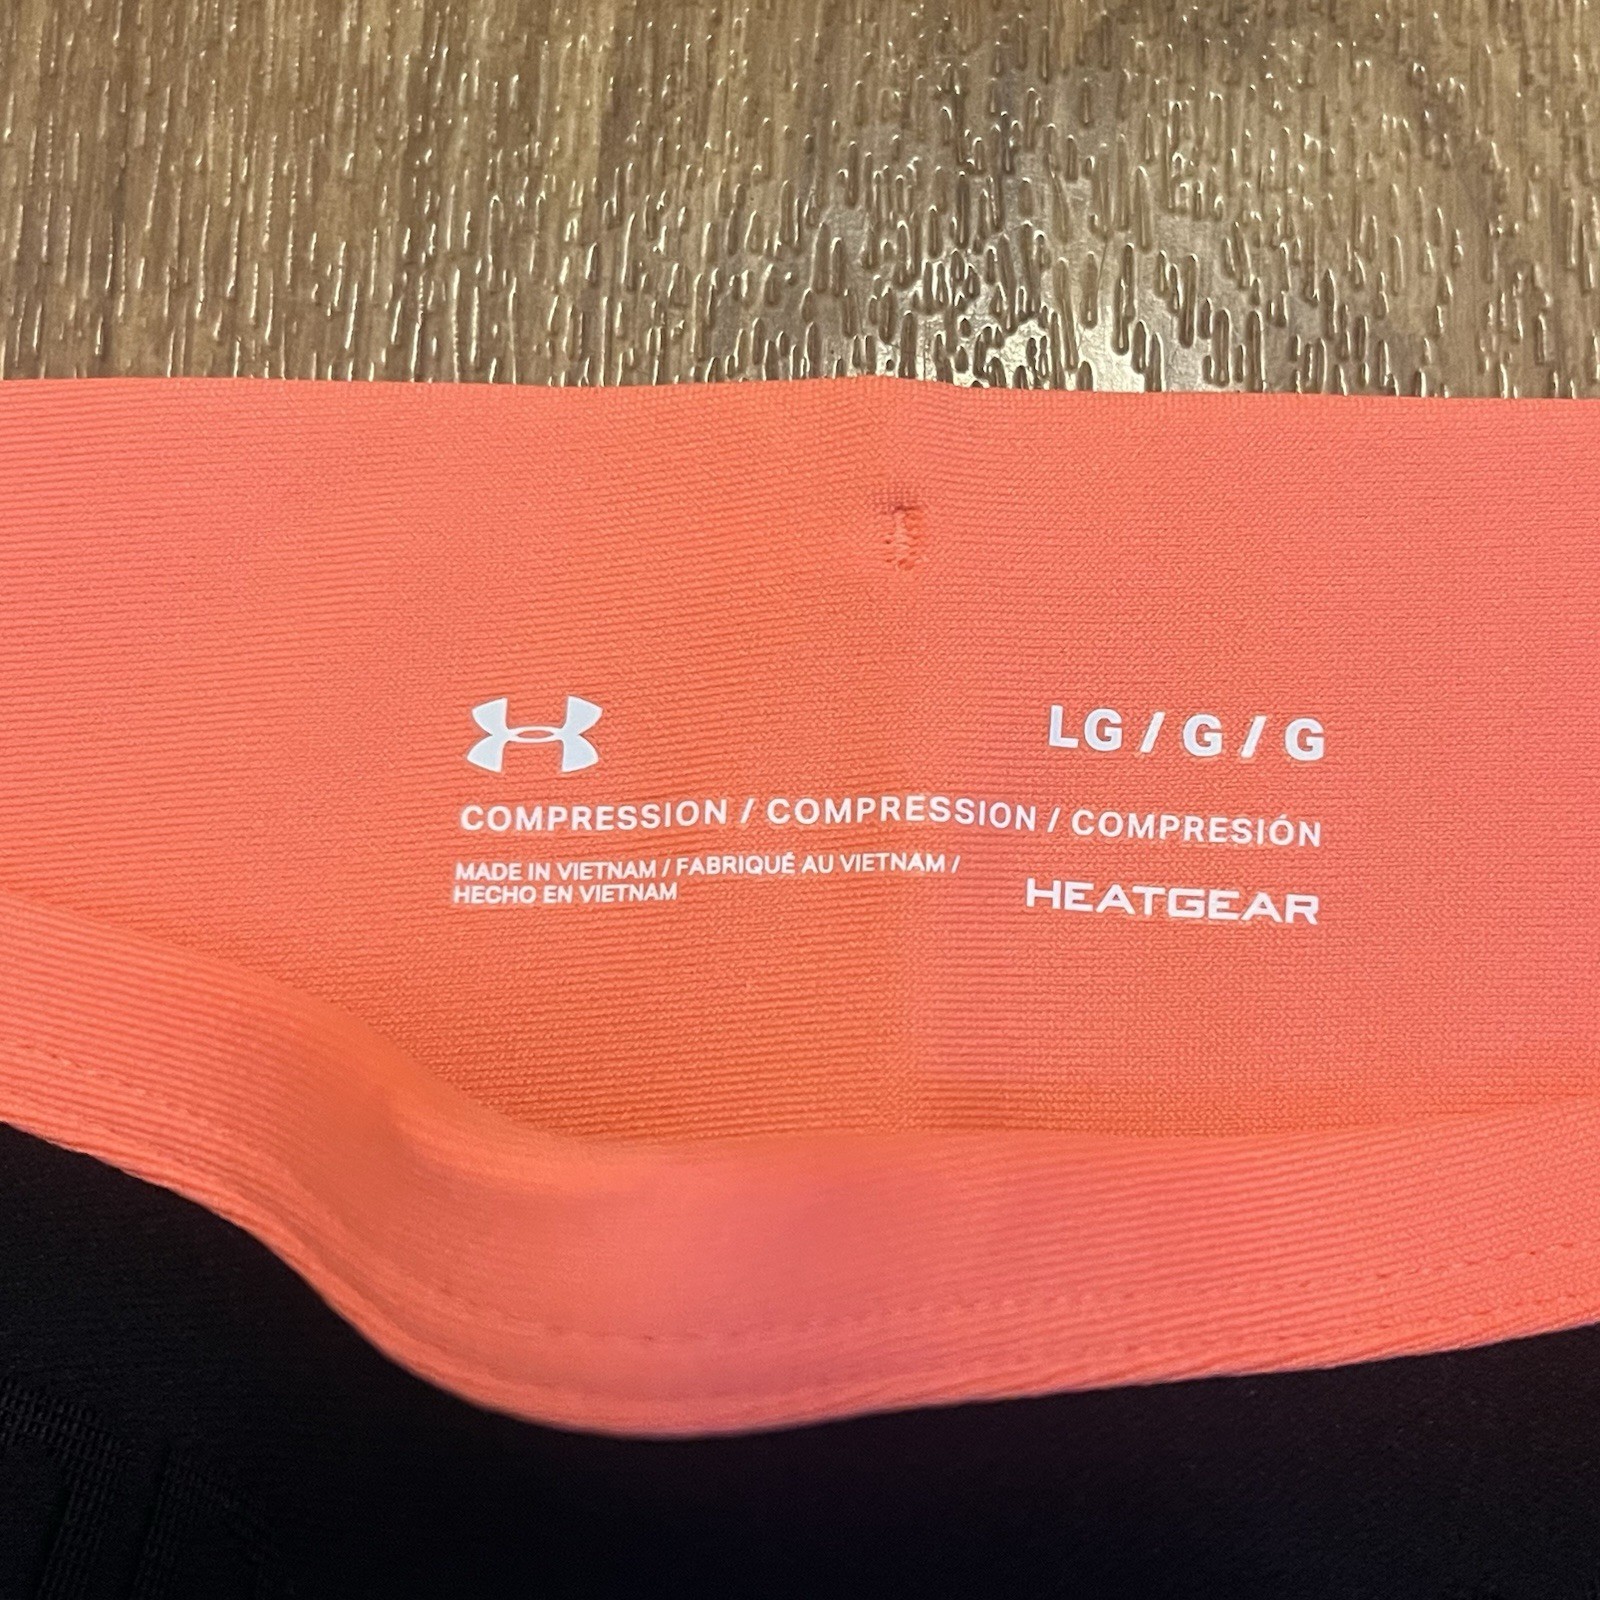 LG / G / G
COMPRESSION / COMPRESSION / COMPRESIÓN
MADE IN VIETNAM / FABRIQUÉ AU VIETNAM /
HECHO EN VIETNAM
HEATGEAR